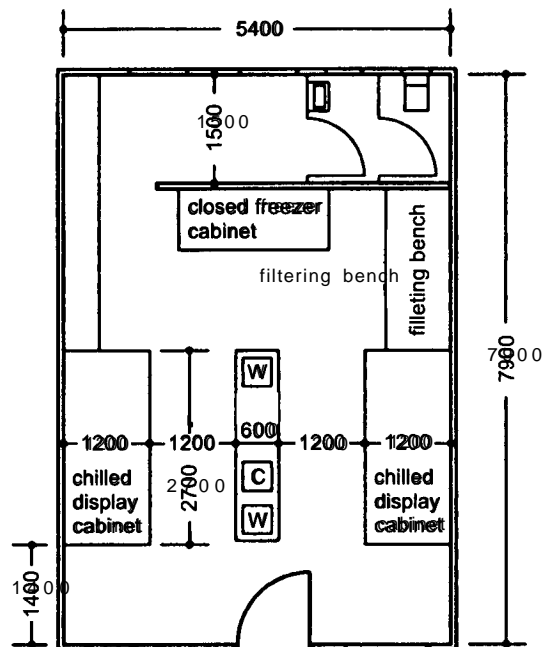 5400
1500
closed freezer
cabinet
filleting bench
filtering bench
7900
W
600
1200
1200
1200
1200
C
W
2700
chilled
display
cabinet
chilled
display
cabinet
1400